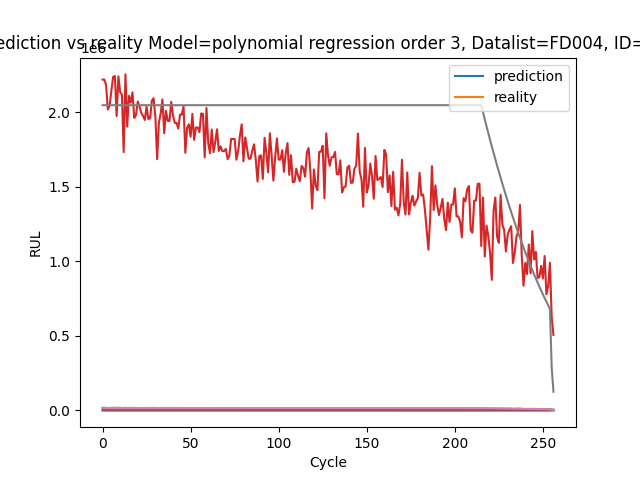 ediction vs reality Model=polynomial regression order 3, Datalist=FD004, ID=
1e6
prediction
reality
2.0
1.5
1.0
0.5
0.0
RUL
0 50 100 150 200 250
Cycle